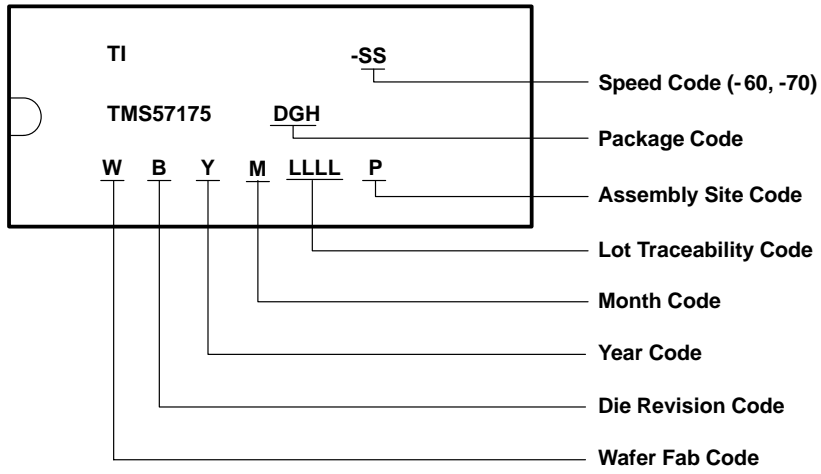 TI -SS
Speed Code (-60, -70)
TMS57175 DGH
Package Code
W B Y M LLLL P
Assembly Site Code
Lot Traceability Code
Month Code
Year Code
Die Revision Code
Wafer Fab Code